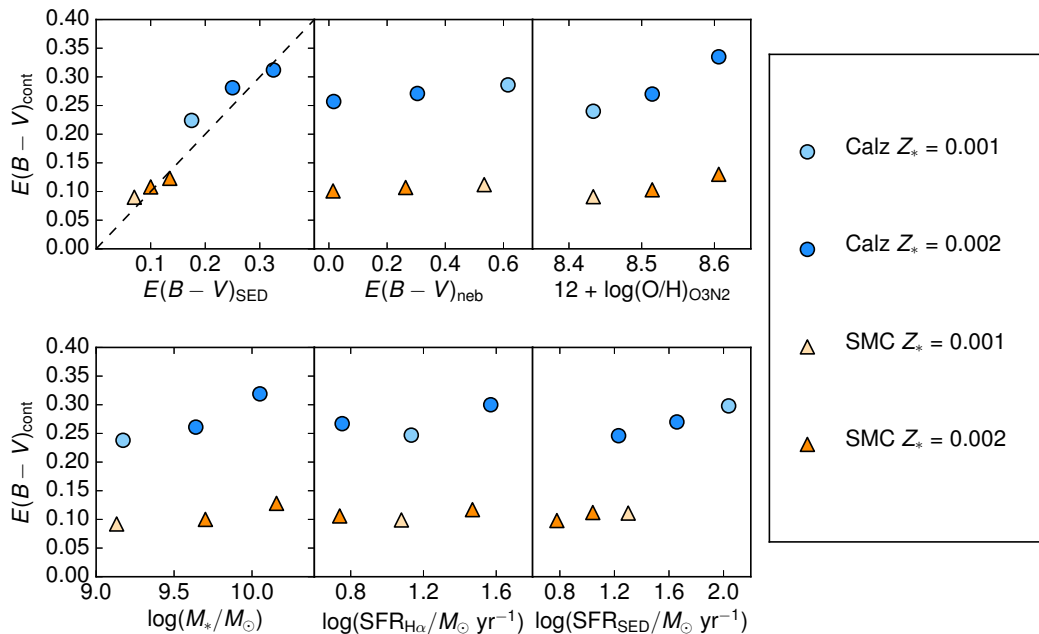 0.40
0.35
0.30
0.25
0.20
0.15
0.10
0.05
0.00
E(B − V)cont
0.1 0.2 0.3 0.0 0.2 0.4 0.6 8.4 8.5 8.6
E(B − V)SED E(B − V)neb 12 + log(O/H)O3N2
0.40
0.35
0.30
0.25
0.20
0.15
0.10
0.05
0.00
E(B − V)cont
9.0 9.5 10.0 0.8 1.2 1.6 0.8 1.2 1.6 2.0
log(M*/M⊙) log(SFRHα/M⊙ yr−1) log(SFRSED/M⊙ yr−1)
Calz Z* = 0.001
Calz Z* = 0.002
SMC Z* = 0.001
SMC Z* = 0.002